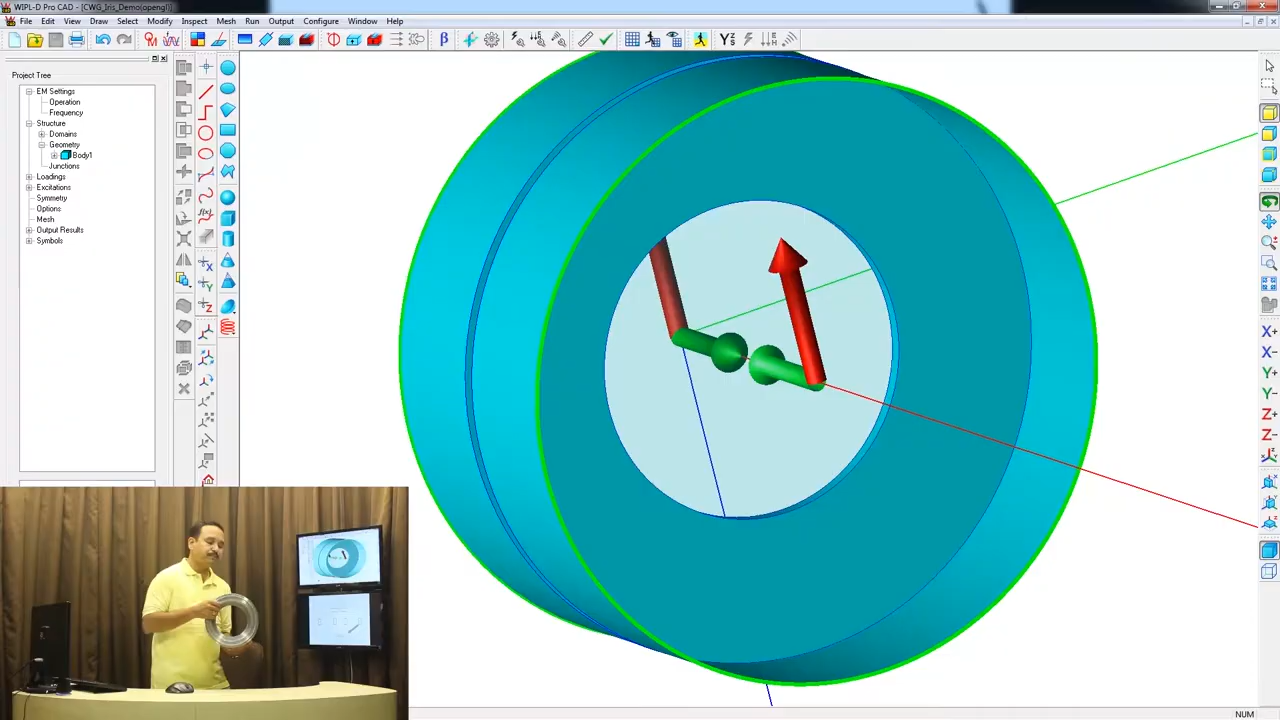 WIPL-D Pro CAD - [CWG_Iris_Demo(opengl)]
File Edit View Draw Select Modify Inspect Mesh Run Output Configure Window Help
Project Tree
EM Settings
Operation
Frequency
Structure
Domains
Geometry
Body1
Junctions
Loadings
Excitations
Symmetry
Options
Mesh
Output Results
Symbols
f(x)
X
Y
Z
β
Ys
X+
X-
Y+
Y-
Z+
Z-
NUM